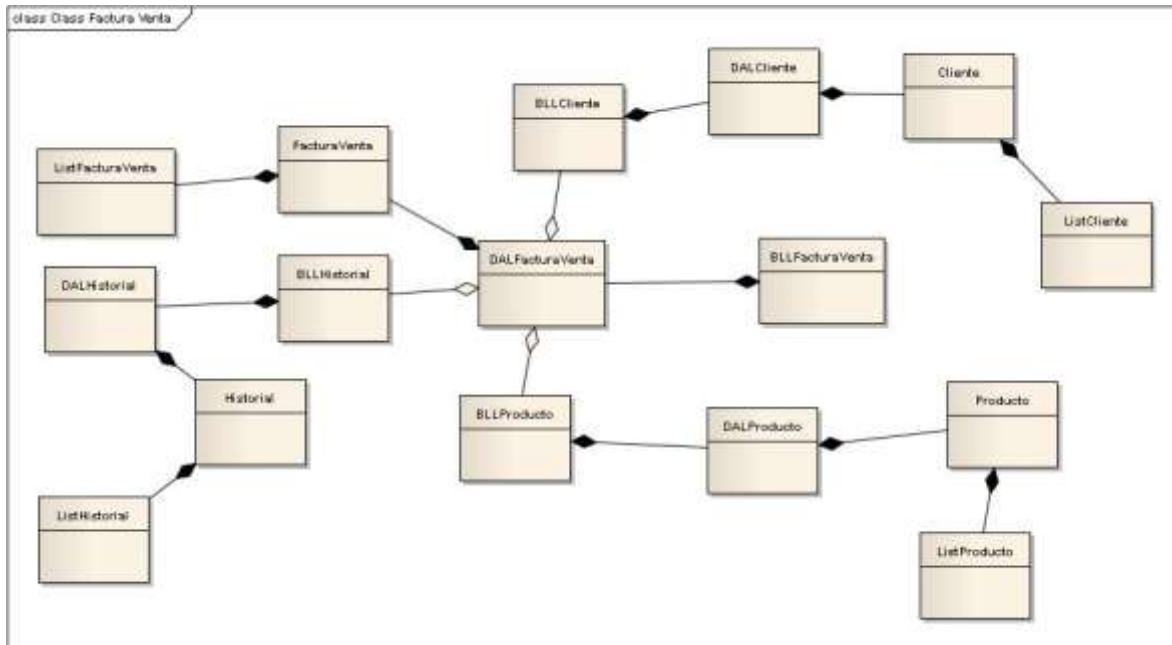 class Class Factura Venta
DALCliente
Cliente
BLLCliente
FacturaVenta
ListFacturaVenta
ListCliente
DALFacturaVenta
BLLFacturaVenta
BLLHistorial
DALHistorial
Historial
BLLProducto
DALProducto
Producto
ListHistorial
ListProducto